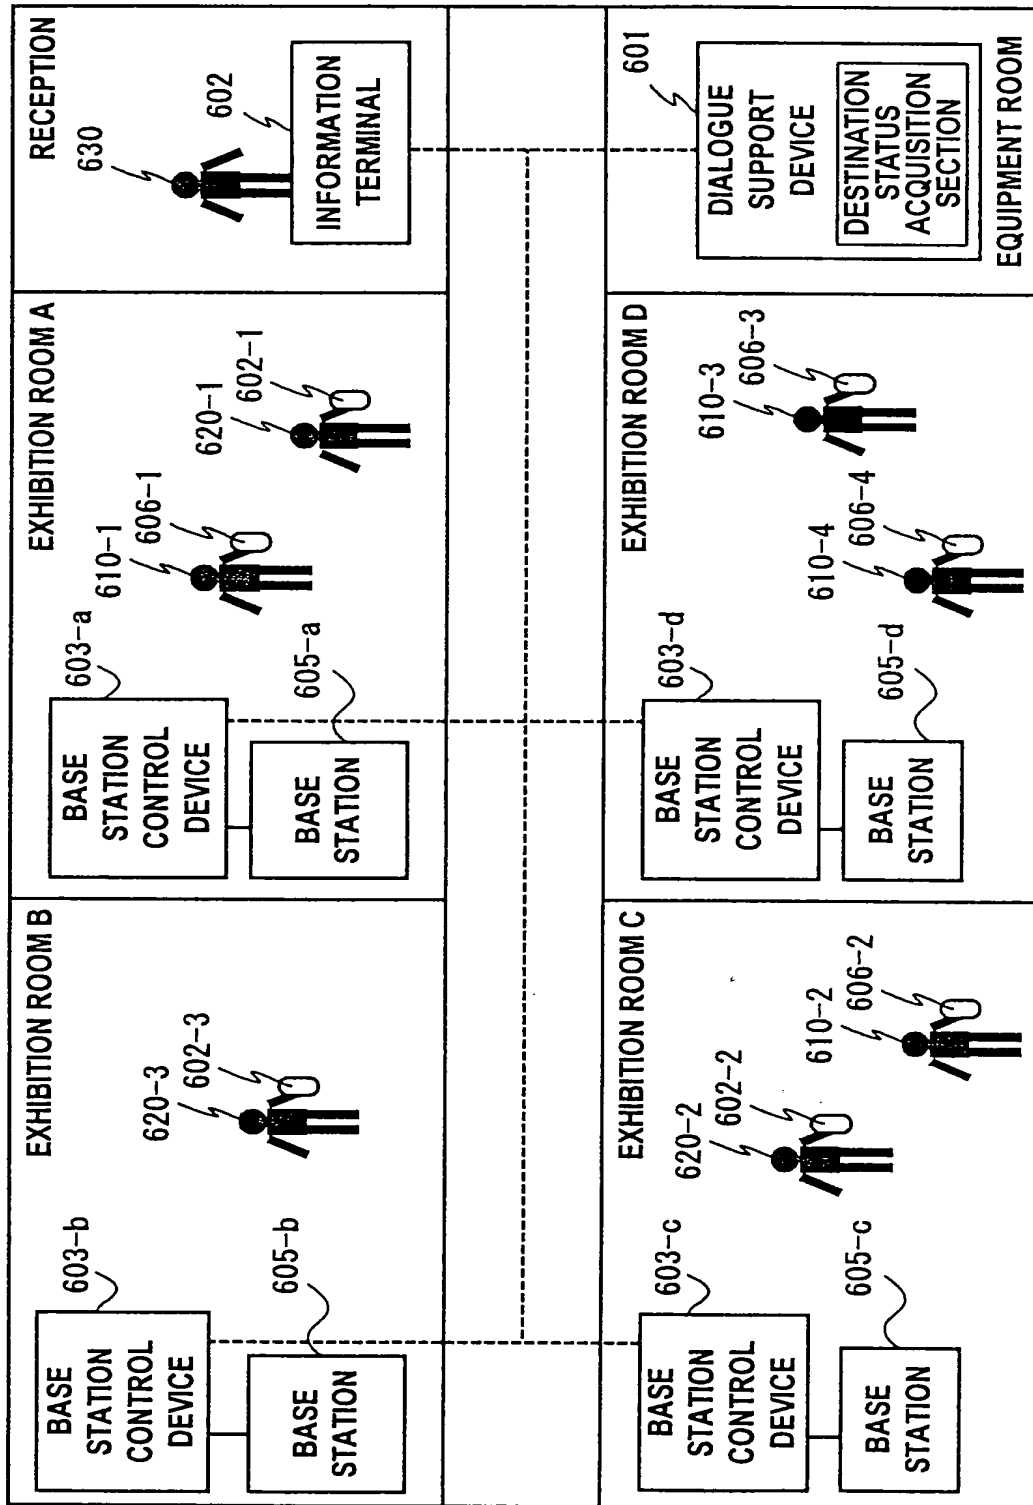 EXHIBITION ROOM B
603-b
BASE
STATION
CONTROL
DEVICE
605-b
BASE
STATION
620-3
602-3
EXHIBITION ROOM A
603-a
BASE
STATION
CONTROL
DEVICE
605-a
BASE
STATION
610-1
606-1
620-1
602-1
RECEPTION
630
602
INFORMATION
TERMINAL
EXHIBITION ROOM C
603-c
BASE
STATION
CONTROL
DEVICE
605-c
BASE
STATION
620-2
602-2
610-2
606-2
EXHIBITION ROOM D
603-d
BASE
STATION
CONTROL
DEVICE
605-d
BASE
STATION
610-4
606-4
610-3
606-3
601
DIALOGUE
SUPPORT
DEVICE
DESTINATION
STATUS
ACQUISITION
SECTION
EQUIPMENT ROOM